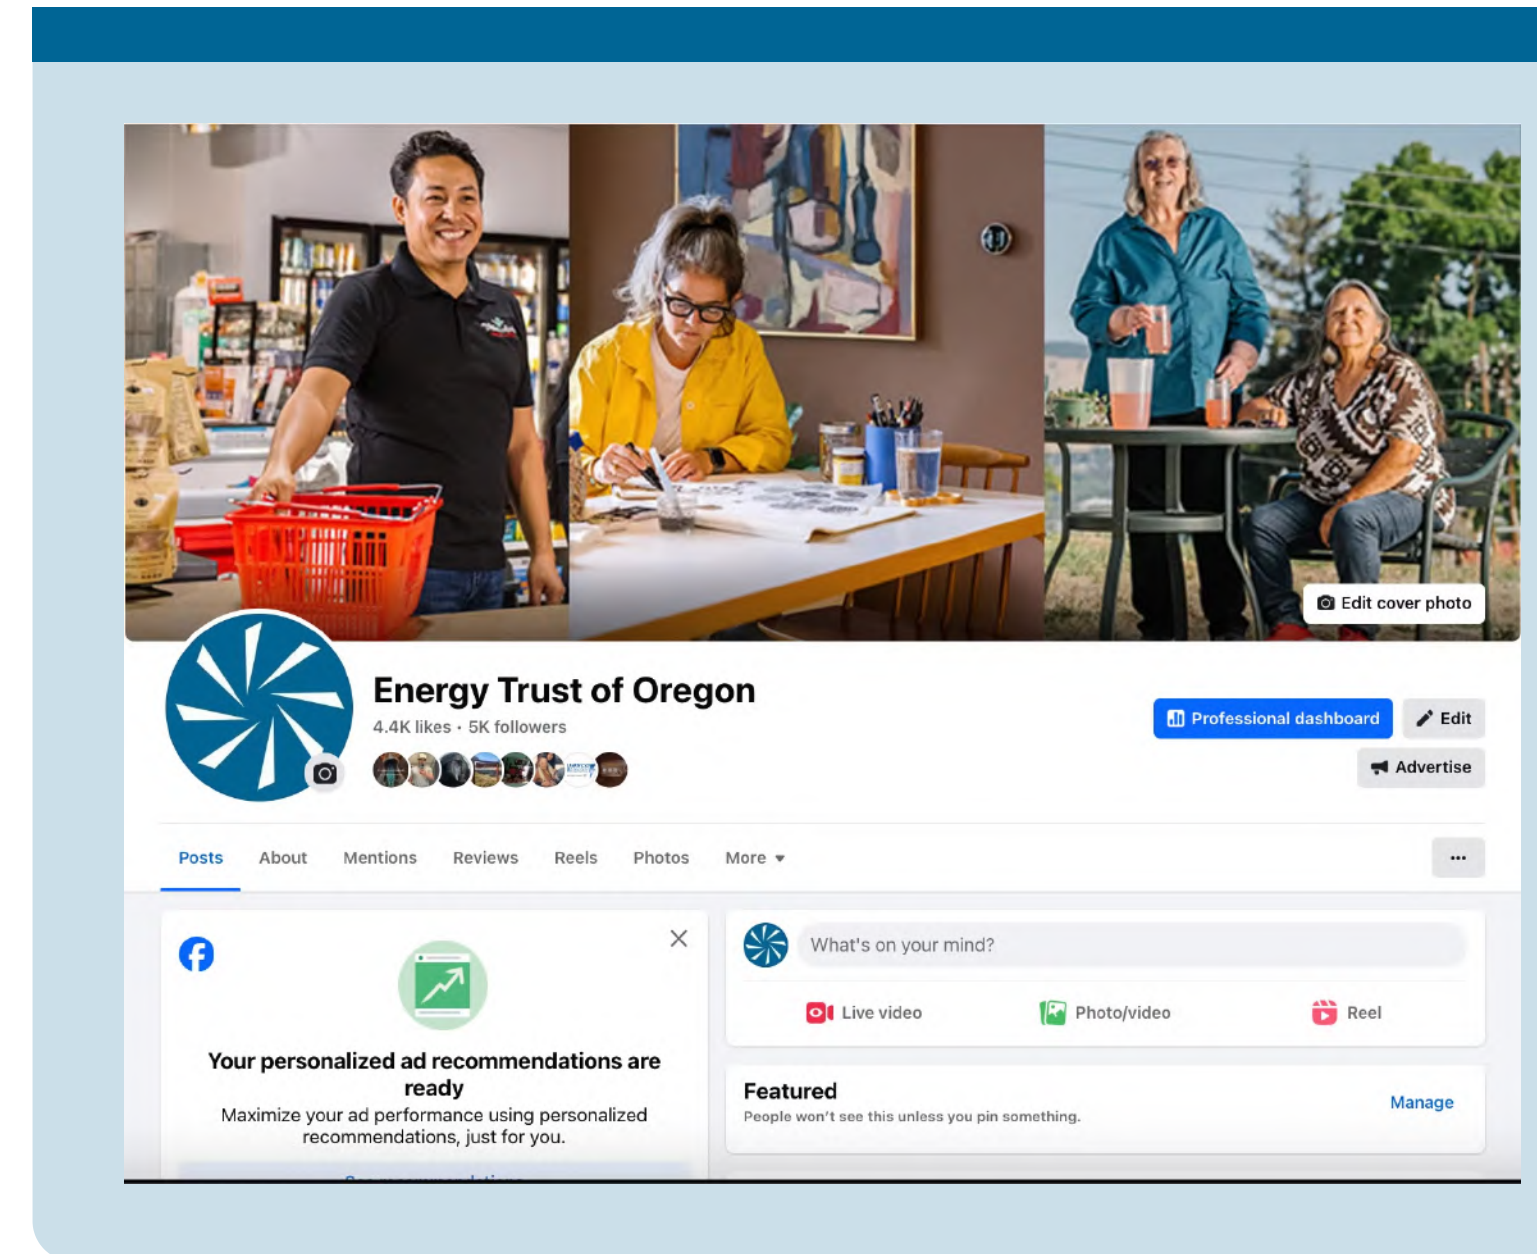 Edit cover photo
Energy Trust of Oregon
4.4K likes · 5K followers
Professional dashboard
Edit
Advertise
Posts
About
Mentions
Reviews
Reels
Photos
More
Your personalized ad recommendations are
ready
Maximize your ad performance using personalized
recommendations, just for you.
What's on your mind?
Live video
Photo/video
Reel
Featured
Manage
People won't see this unless you pin something.